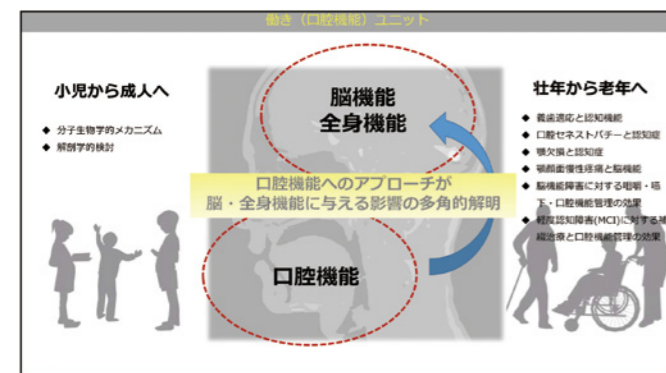 働き（口腔機能）ユニット
小児から成人へ
◆ 分子生物学的メカニズム
◆ 解剖学的検討
脳機能
全身機能
口腔機能へのアプローチが
脳・全身機能に与える影響の多角的解明
口腔機能
壮年から老年へ
◆ 義歯適応と認知機能
◆ 口腔セネストパチーと認知症
◆ 顎欠損と認知症
◆ 顎顔面慢性疼痛と脳機能
◆ 脳機能障害に対する咀嚼・嚥
下・口腔機能管理の効果
◆ 軽度認知障害(MCI)に対する補
綴治療と口腔機能管理の効果